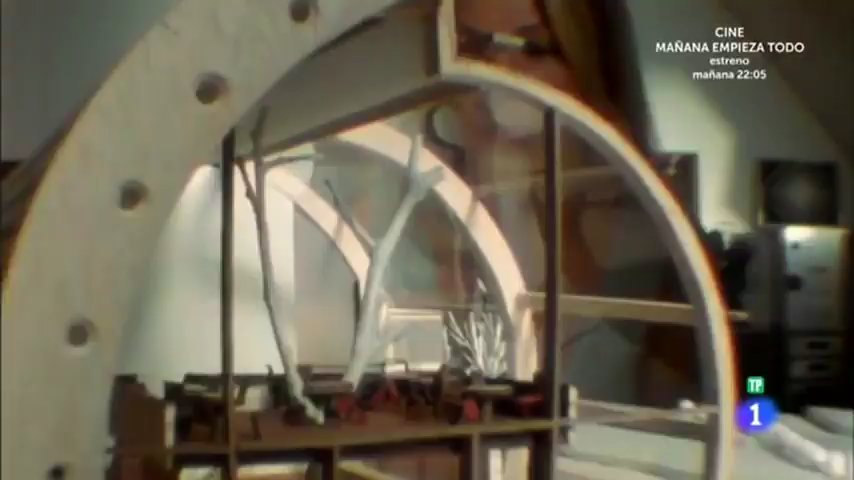 CINE
MAÑANA EMPIEZA TODO
estreno
mañana 22:05
TP
1